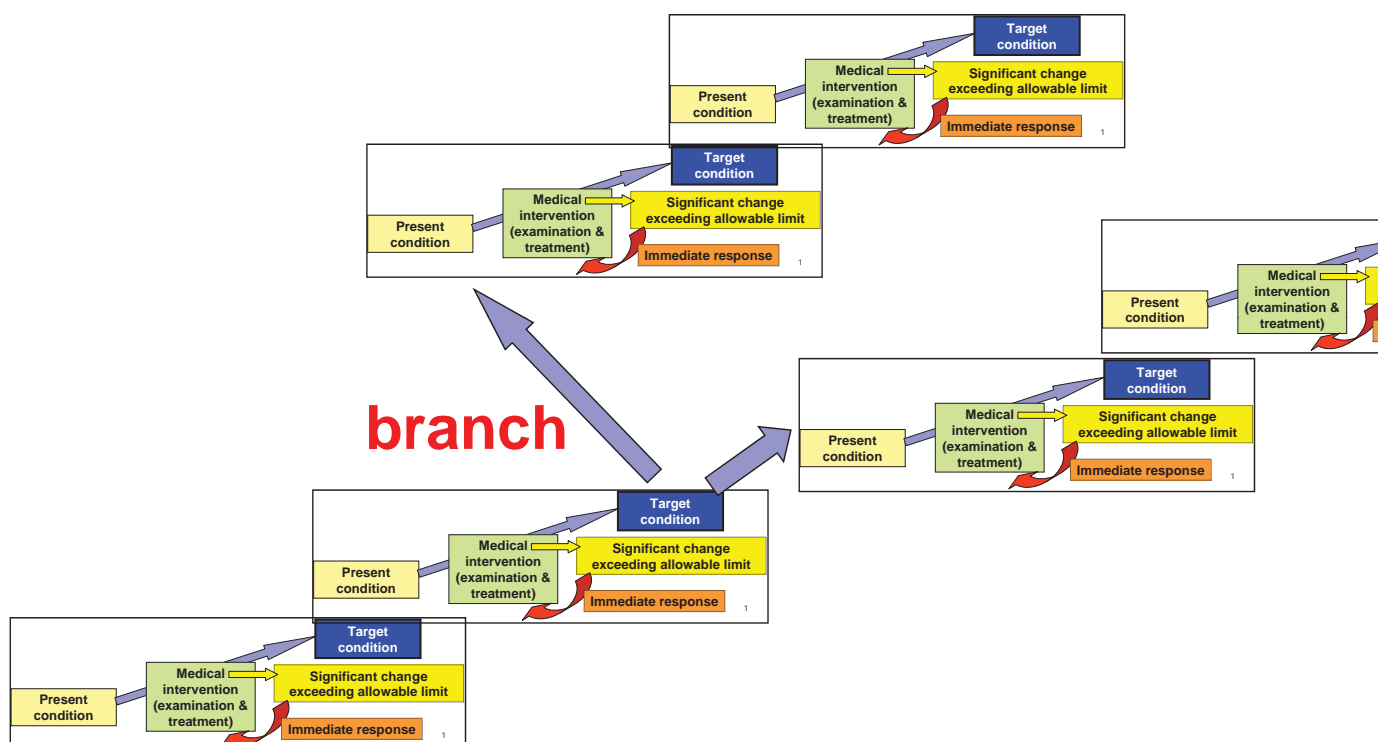 Target
condition
Medical
intervention
(examination &
treatment)
Significant change
exceeding allowable limit
Present
condition
Immediate response
1
Target
condition
Medical
intervention
(examination &
treatment)
Significant change
exceeding allowable limit
Present
condition
Immediate response
1
Medical
intervention
(examination &
treatment)
Present
condition
Target
condition
Medical
intervention
(examination &
treatment)
Significant change
exceeding allowable limit
Present
condition
Immediate response
1
branch
Target
condition
Medical
intervention
(examination &
treatment)
Significant change
exceeding allowable limit
Present
condition
Immediate response
1
Target
condition
Medical
intervention
(examination &
treatment)
Significant change
exceeding allowable limit
Present
condition
Immediate response
1